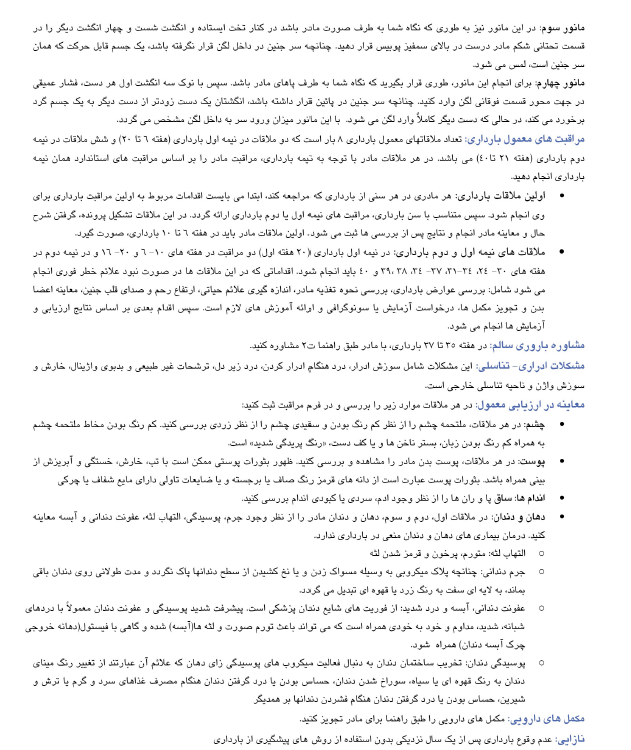 مانور سوم: در این مانور نیز به طوری که نگاه شما به طرف صورت مادر باشد در کنار تخت ایستاده و انگشت شست و چهار انگشت دیگر را در
قسمت تحتانی شکم مادر درست در بالای سمفیز پوبیس قرار دهید. چنانچه سر جنین در داخل لگن قرار نگرفته باشد، یک جسم قابل حرکت که همان
سر جنین است، لمس می شود.
مانور چهارم: برای انجام این مانور، طوری قرار بگیرید که نگاه شما به طرف پاهای مادر باشد. سپس با نوک سه انگشت اول هر دست، فشار عمیقی
در جهت محور قسمت فوقانی لگن وارد کنید. چنانچه سر جنین در پائین قرار داشته باشد، انگشتان یک دست زودتر از دست دیگر به یک جسم گرد
برخورد می کند، در حالی که دست دیگر کاملاً وارد لگن می شود. با این مانور میزان ورود سر به داخل لگن مشخص می گردد.
مراقبت های معمول بارداری: تعداد ملاقاتهای معمول بارداری ۸ بار است که دو ملاقات در نیمه اول بارداری (هفته ۶ تا ۲۰) و شش ملاقات در نیمه
دوم بارداری (هفته ۲۱ تا۴۰) می باشد. در هر ملاقات مادر با توجه به نیمه بارداری، مراقبت مادر را بر اساس مراقبت های استاندارد همان نیمه
بارداری انجام دهید.
• اولین ملاقات بارداری: هر مادری در هر سنی از بارداری که مراجعه کند، ابتدا می بایست اقدامات مربوط به اولین مراقبت بارداری برای
وی انجام شود. سپس متناسب با سن بارداری، مراقبت های نیمه اول یا دوم بارداری ارائه گردد. در این ملاقات تشکیل پرونده، گرفتن شرح
حال و معاینه مادر انجام و نتایج پس از بررسی ها ثبت می شود. اولین ملاقات مادر باید در هفته ۶ تا ۱۰ بارداری، صورت گیرد.
• ملاقات های نیمه اول و دوم بارداری: در نیمه اول بارداری (۲۰ هفته اول) دو مراقبت در هفته های ۱۰- ۶ و ۲۰- ۱۶ و در نیمه دوم در
هفته های ۳۰- ۲۴، ۳۴-۳۱، ۳۷- ۳۵، ۳۸، ۳۹ و ۴۰ باید انجام شود. اقداماتی که در این ملاقات ها در صورت نبود علائم خطر فوری انجام
می شود شامل: بررسی عوارض بارداری، بررسی نحوه تغذیه مادر، اندازه گیری علائم حیاتی، ارتفاع رحم و صدای قلب جنین، معاینه اعضا
بدن و تجویز مکمل ها، درخواست آزمایش یا سونوگرافی و ارائه آموزش های لازم است. سپس اقدام بعدی بر اساس نتایج ارزیابی و
آزمایش ها انجام می شود.
مشاوره باروری سالم: در هفته ۳۵ تا ۳۷ بارداری، با مادر طبق راهنما ت۲ مشاوره کنید.
مشکلات ادراری- تناسلی: این مشکلات شامل سوزش ادرار، درد هنگام ادرار کردن، درد زیر دل، ترشحات غیر طبیعی و بدبوی واژینال، خارش و
سوزش واژن و ناحیه تناسلی خارجی است.
معاینه در ارزیابی معمول: در هر ملاقات موارد زیر را بررسی و در فرم مراقبت ثبت کنید:
• چشم: در هر ملاقات، ملتحمه چشم را از نظر کم رنگ بودن و سفیدی چشم را از نظر زردی بررسی کنید. کم رنگ بودن مخاط ملتحمه چشم
به همراه کم رنگ بودن زبان، بستر ناخن ها و یا کف دست، «رنگ پریدگی شدید» است.
• پوست: در هر ملاقات، پوست بدن مادر را مشاهده و بررسی کنید. ظهور بثورات پوستی ممکن است با تب، خارش، خستگی و آبریزش از
بینی همراه باشد. بثورات پوست عبارت است از دانه های قرمز رنگ صاف یا برجسته و یا ضایعات تاولی دارای مایع شفاف یا چرکی
• اندام ها: ساق پا و ران ها را از نظر وجود ادم، سردی یا کبودی اندام بررسی کنید.
• دهان و دندان: در ملاقات اول، دوم و سوم، دهان و دندان مادر را از نظر وجود جرم، پوسیدگی، التهاب لثه، عفونت دندانی و آبسه معاینه
کنید. درمان بیماری های دهان و دندان منعی در بارداری ندارد.
○ التهاب لثه: متورم، پرخون و قرمز شدن لثه
○ جرم دندانی: چنانچه پلاک میکروبی به وسیله مسواک زدن و یا نخ کشیدن از سطح دندانها پاک نگردد و مدت طولانی روی دندان باقی
بماند، به لایه ای سفت به رنگ زرد یا قهوه ای تبدیل می گردد.
○ عفونت دندانی، آبسه و درد شدید: از فوریت های شایع دندان پزشکی است. پیشرفت شدید پوسیدگی و عفونت دندان معمولاً با دردهای
شبانه، شدید، مداوم و خود به خودی همراه است که می تواند باعث تورم صورت و لثه ها(آبسه) شده و گاهی با فیستول(دهانه خروجی
چرک آبسه دندان) همراه شود.
○ پوسیدگی دندان: تخریب ساختمان دندان به دنبال فعالیت میکروب های پوسیدگی زای دهان که علائم آن عبارتند از تغییر رنگ مینای
دندان به رنگ قهوه ای یا سیاه، سوراخ شدن دندان، حساس بودن یا درد گرفتن دندان هنگام مصرف غذاهای سرد و گرم یا ترش و
شیرین، حساس بودن یا درد گرفتن دندان هنگام فشردن دندانها بر همدیگر
مکمل های دارویی: مکمل های دارویی را طبق راهنما برای مادر تجویز کنید.
نازایی: عدم وقوع بارداری پس از یک سال نزدیکی بدون استفاده از روش های پیشگیری از بارداری